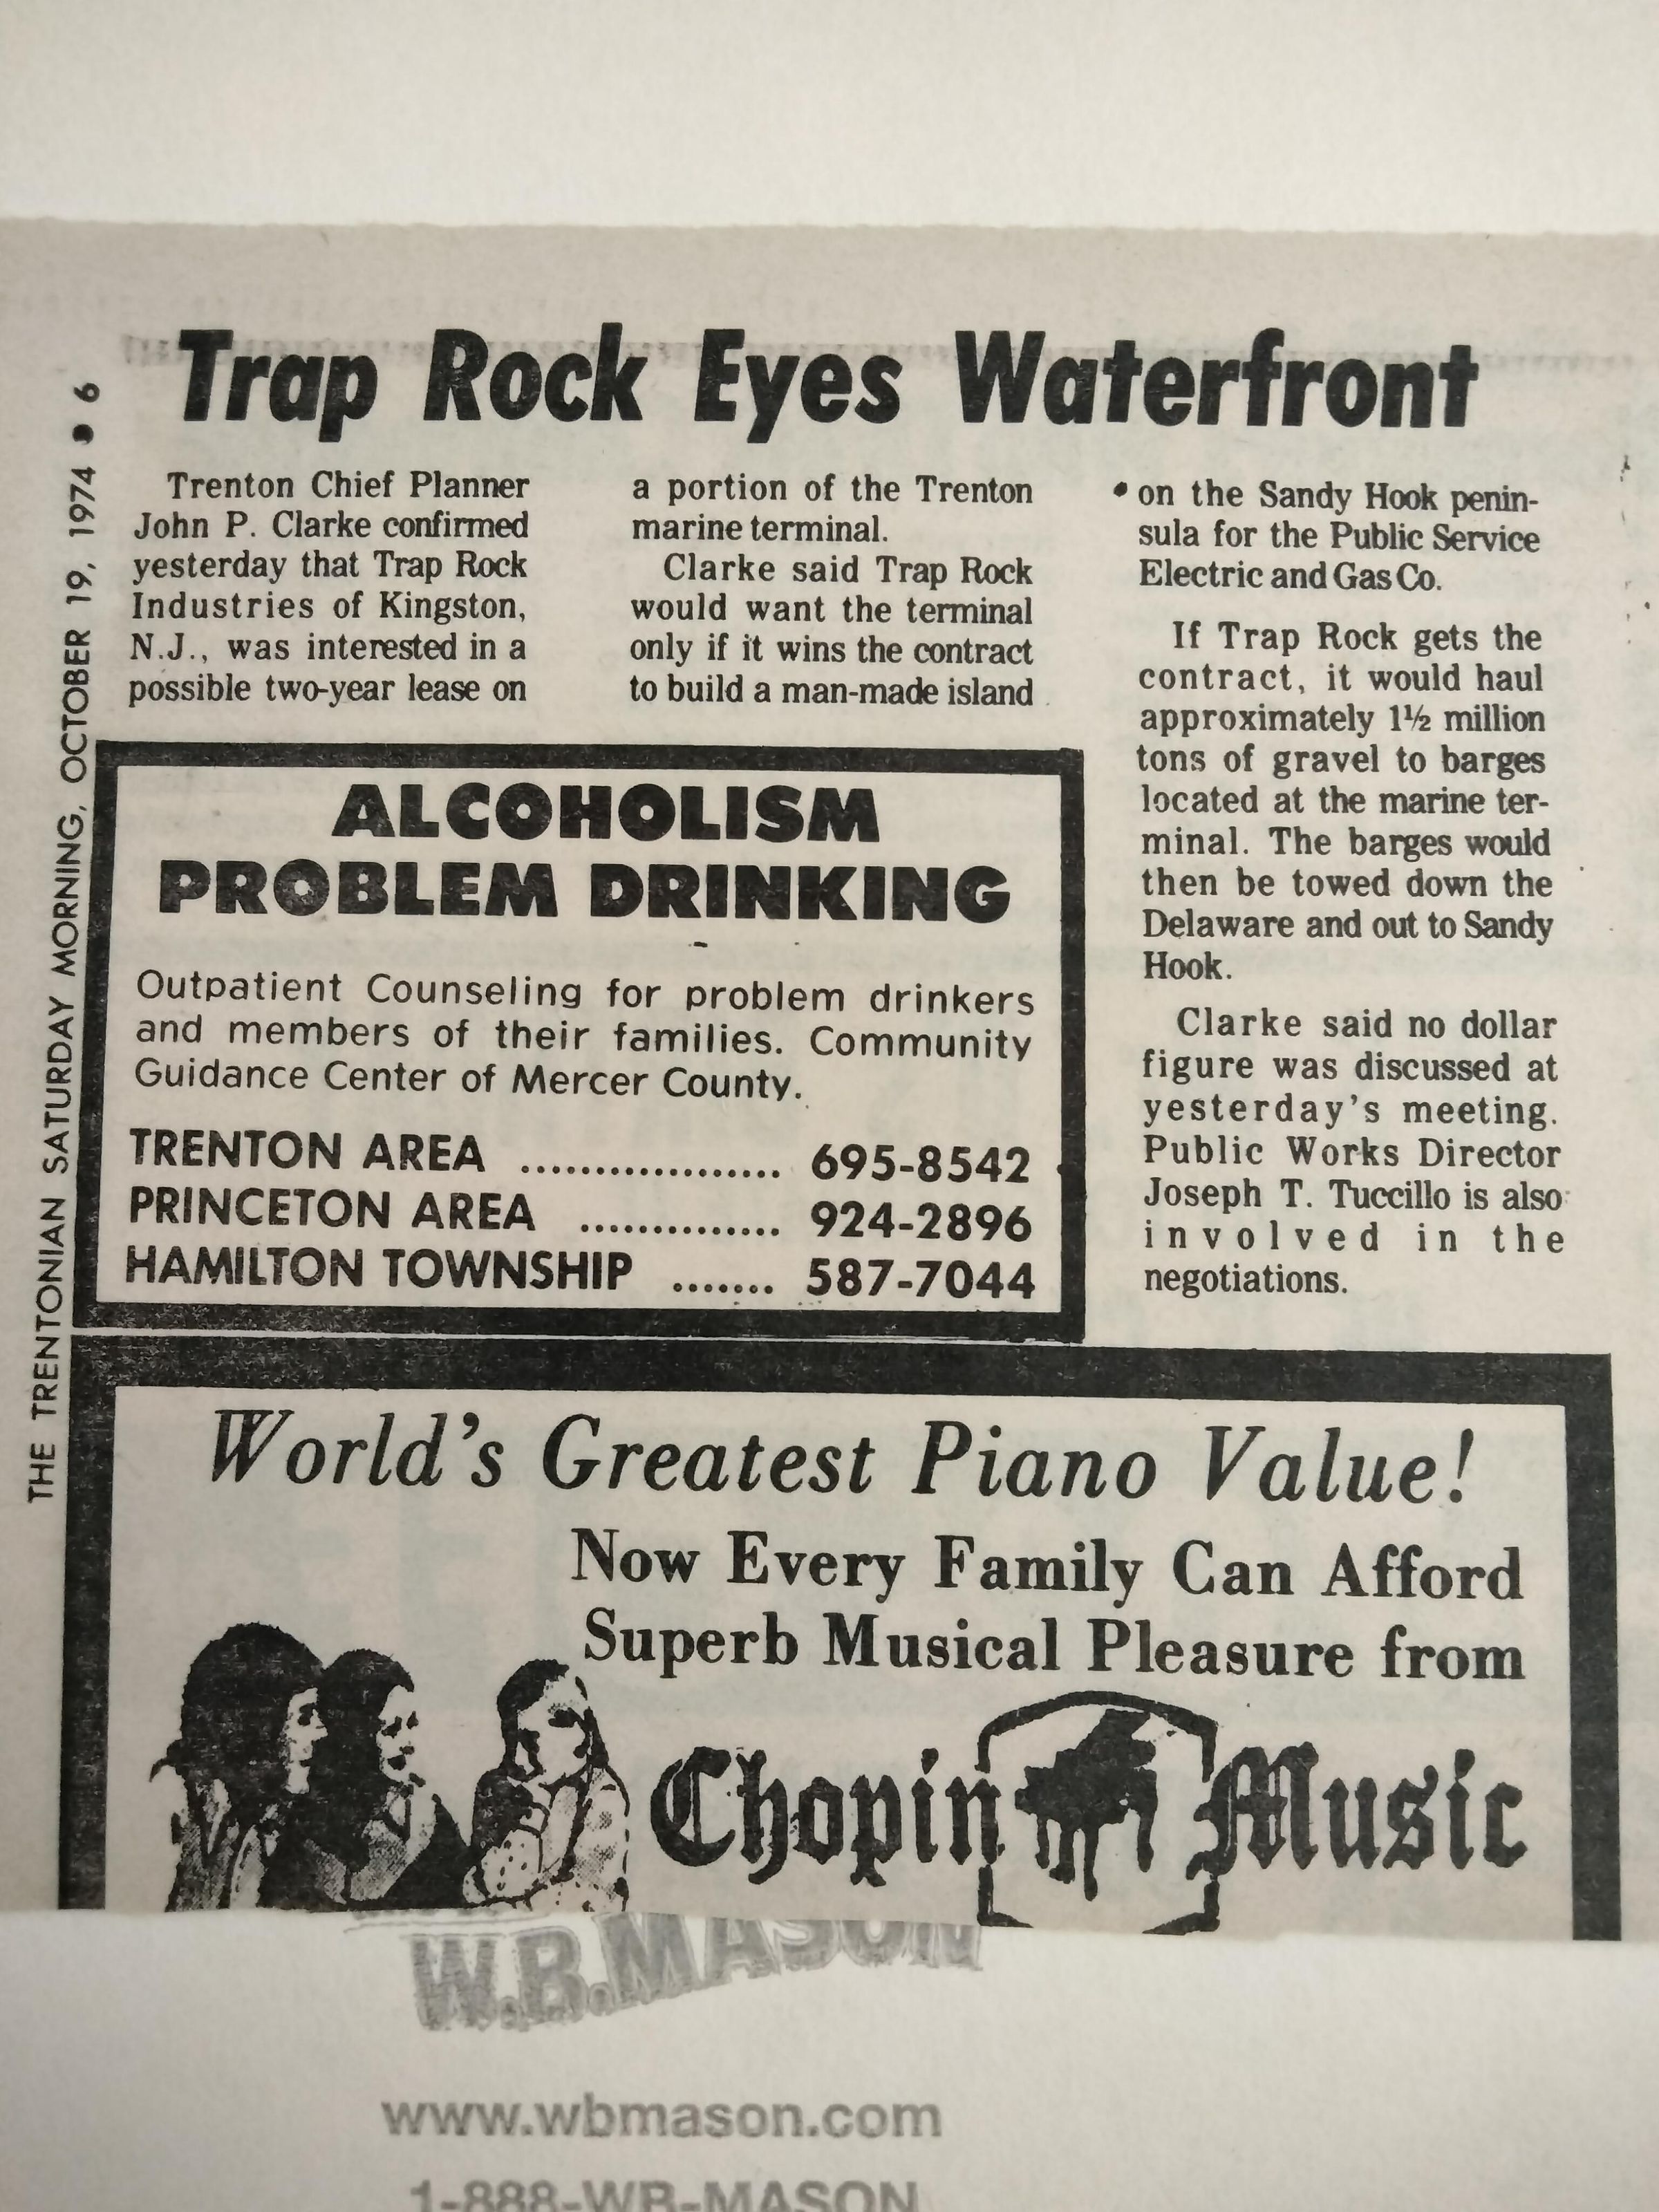 THE TRENTONIAN SATURDAY MORNING, OCTOBER 19, 1974 • 6
Trap Rock Eyes Waterfront
Trenton Chief Planner
John P. Clarke confirmed
yesterday that Trap Rock
Industries of Kingston,
N.J., was interested in a
possible two-year lease on
a portion of the Trenton
marine terminal.
Clarke said Trap Rock
would want the terminal
only if it wins the contract
to build a man-made island
on the Sandy Hook penin-
sula for the Public Service
Electric and Gas Co.
If Trap Rock gets the
contract, it would haul
approximately 1½ million
tons of gravel to barges
located at the marine ter-
minal. The barges would
then be towed down the
Delaware and out to Sandy
Hook.
Clarke said no dollar
figure was discussed at
yesterday's meeting.
Public Works Director
Joseph T. Tuccillo is also
involved in the
negotiations.
ALCOHOLISM
PROBLEM DRINKING
Outpatient Counseling for problem drinkers
and members of their families. Community
Guidance Center of Mercer County.
TRENTON AREA .................. 695-8542
PRINCETON AREA .............. 924-2896
HAMILTON TOWNSHIP ....... 587-7044
World's Greatest Piano Value!
Now Every Family Can Afford
Superb Musical Pleasure from
Chopin Music
W.B.MASON
www.wbmason.com
1-888-WB-MASON